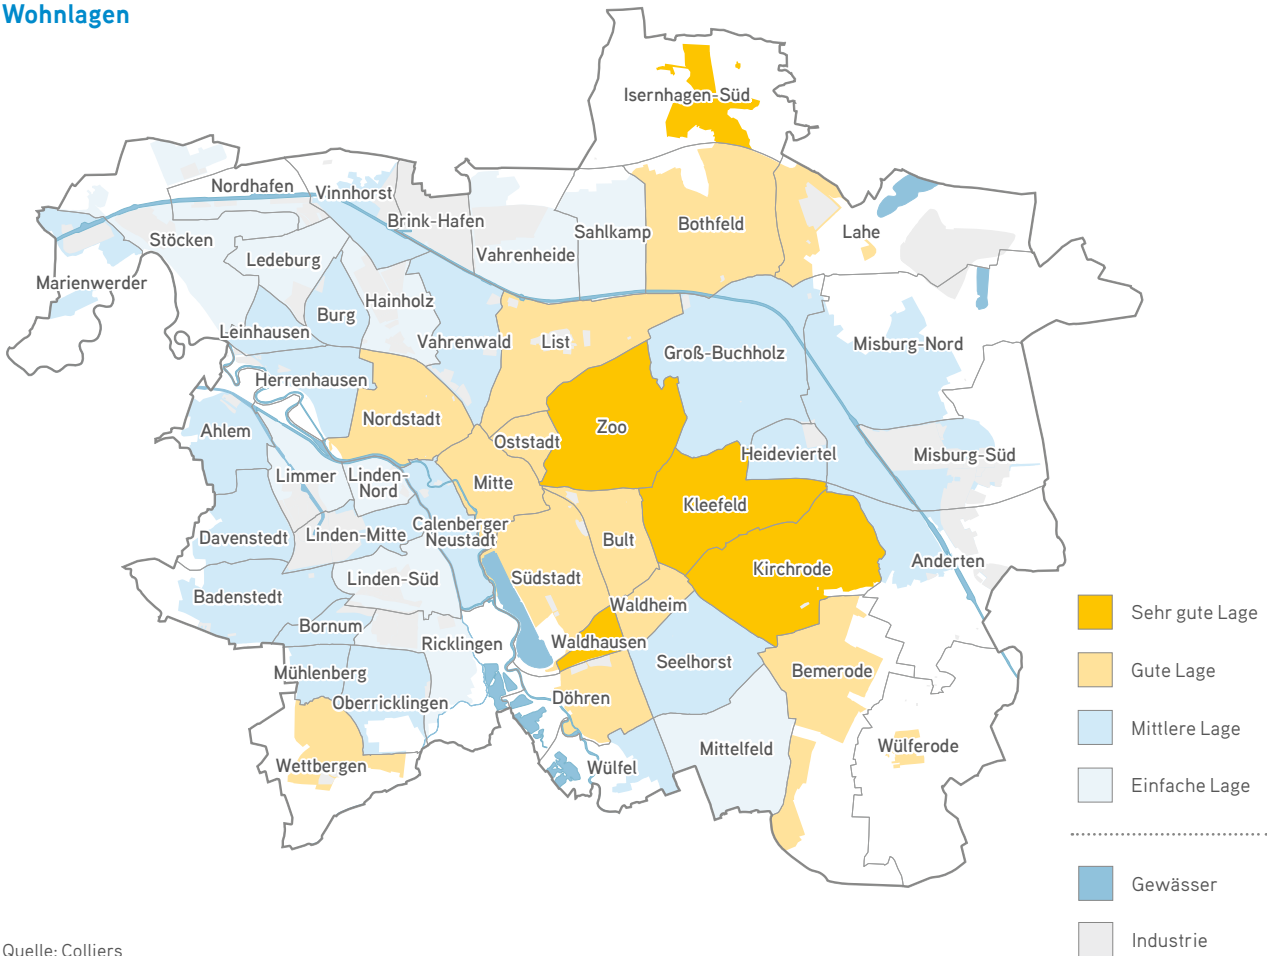 Wohnlagen
Isernhagen-Süd
Nordhafen
Vinnhorst
Brink-Hafen
Stöcken
Sahlkamp
Bothfeld
Lahe
Ledeburg
Vahrenheide
Marienwerder
Hainholz
Burg
Leinhausen
Vahrenwald
List
Groß-Buchholz
Misburg-Nord
Herrenhausen
Nordstadt
Zoo
Ahlem
Oststadt
Heideviertel
Misburg-Süd
Limmer
Linden-
Nord
Mitte
Kleefeld
Davenstedt
Linden-Mitte
Calenberger
Neustadt
Bult
Anderten
Kirchrode
Linden-Süd
Südstadt
Badenstedt
Waldheim
Bornum
Ricklingen
Waldhausen
Seelhorst
Mühlenberg
Bemerode
Oberricklingen
Döhren
Mittelfeld
Wülferode
Wettbergen
Wülfel
Sehr gute Lage
Gute Lage
Mittlere Lage
Einfache Lage
Gewässer
Industrie
Quelle: Colliers